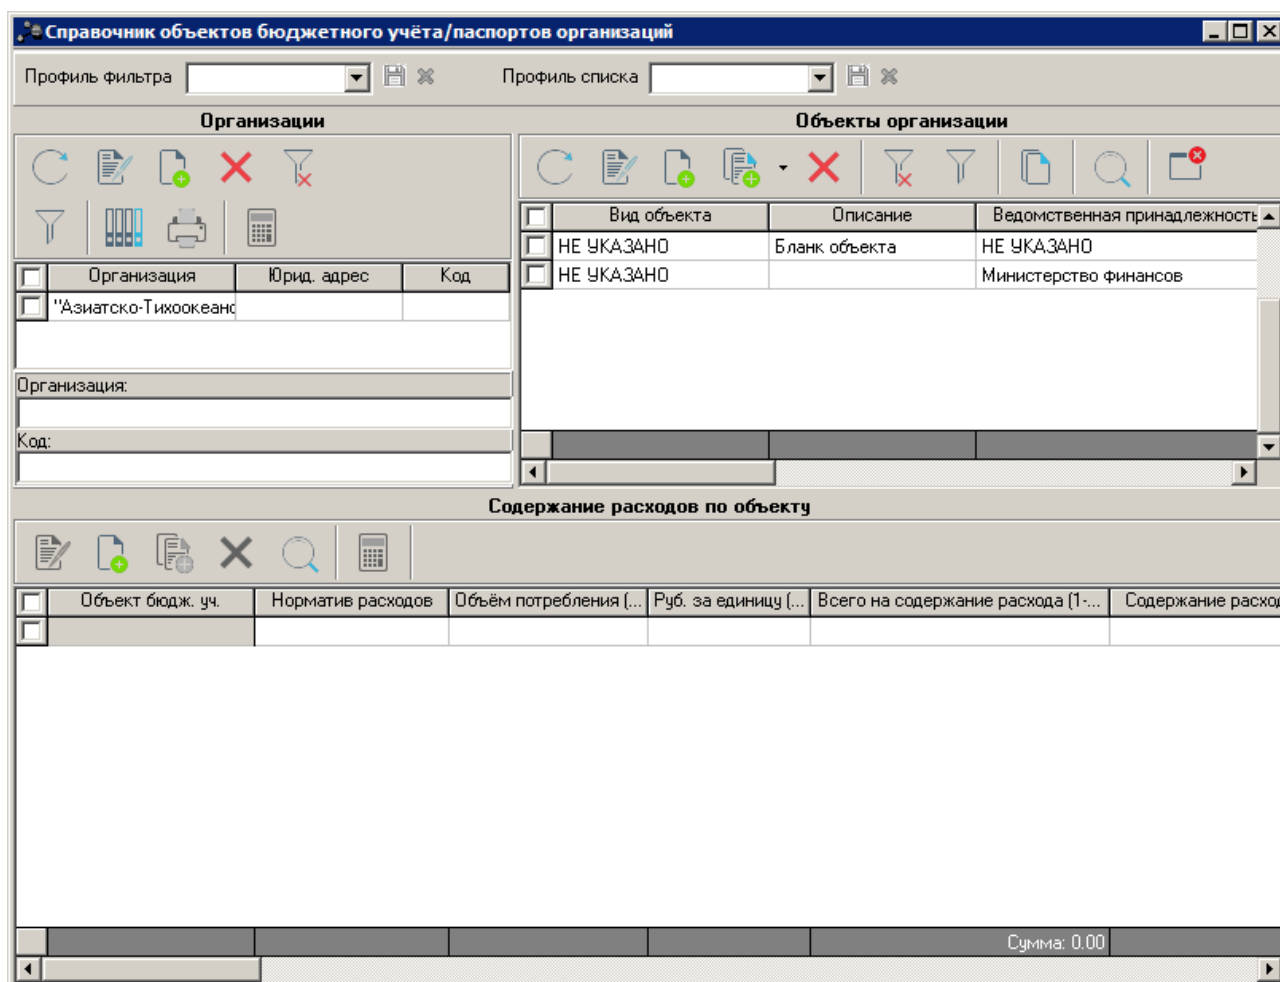 Справочник объектов бюджетного учёта/паспортов организаций
Профиль фильтра Профиль списка
Организации
Объекты организации
Вид объекта Описание Ведомственная принадлежность
НЕ УКАЗАНО Бланк объекта НЕ УКАЗАНО
НЕ УКАЗАНО Министерство финансов
Организация Юрид. адрес Код
"Азиатско-Тихоокеанс
Организация:
Код:
Содержание расходов по объекту
Объект бюдж. уч. Норматив расходов Объём потребления (... Руб. за единицу (... Всего на содержание расхода (1-... Содержание расход
Сумма: 0.00